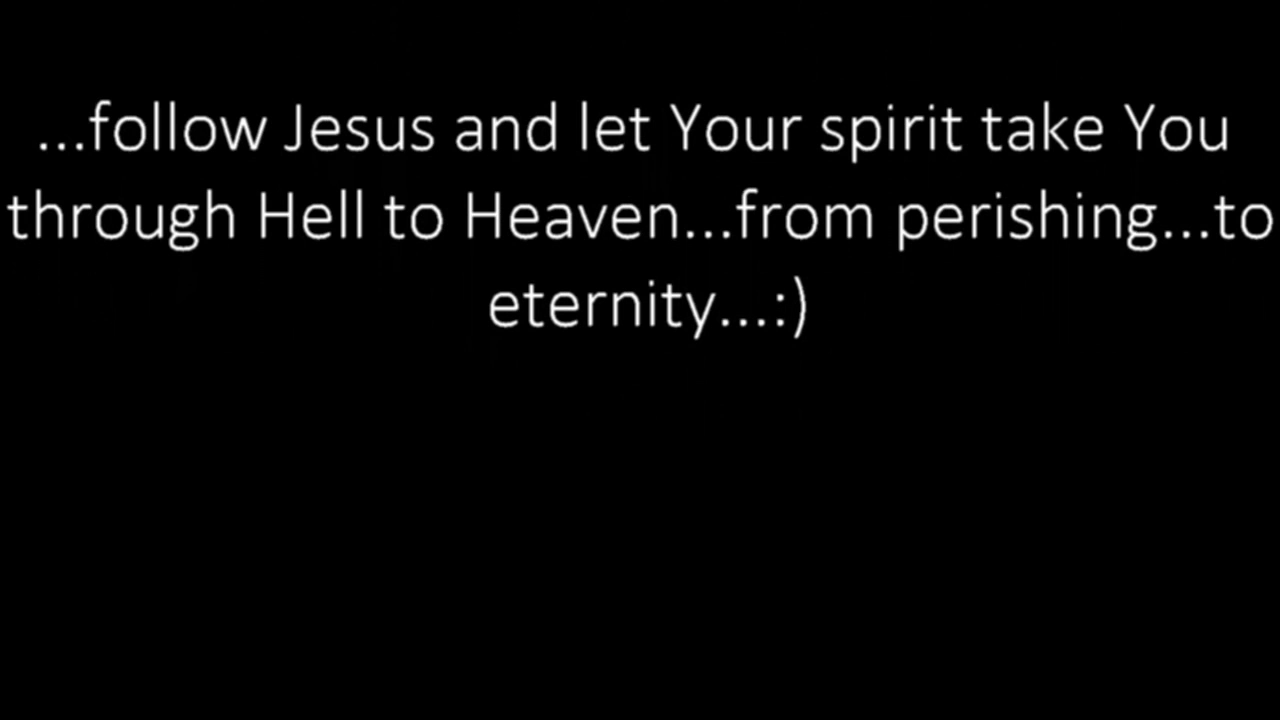 ...follow Jesus and let Your spirit take You
through Hell to Heaven...from perishing...to
eternity...:)